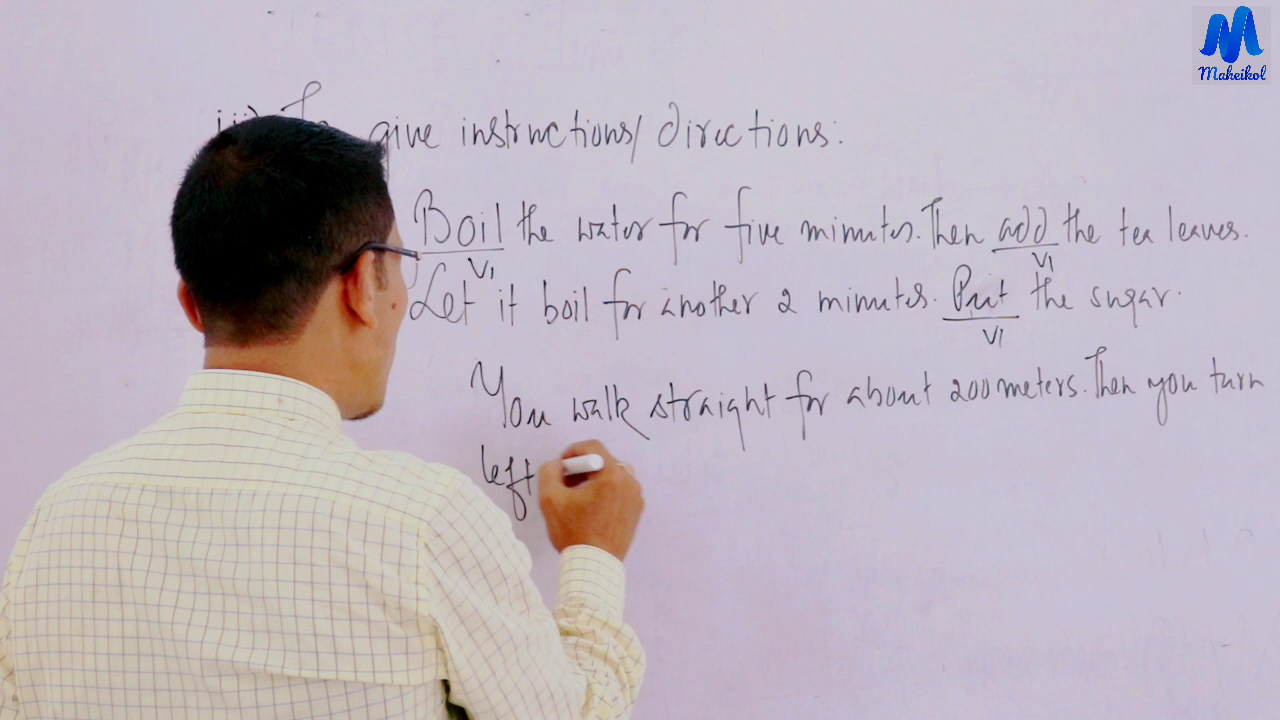 iii) To give instructions/directions:
Boil the water for five minutes. Then add the tea leaves.
V1 V1
Let it boil for another 2 minutes. Put the sugar.
V1
You walk straight for about 200 meters. Then you turn
left
Maheikol